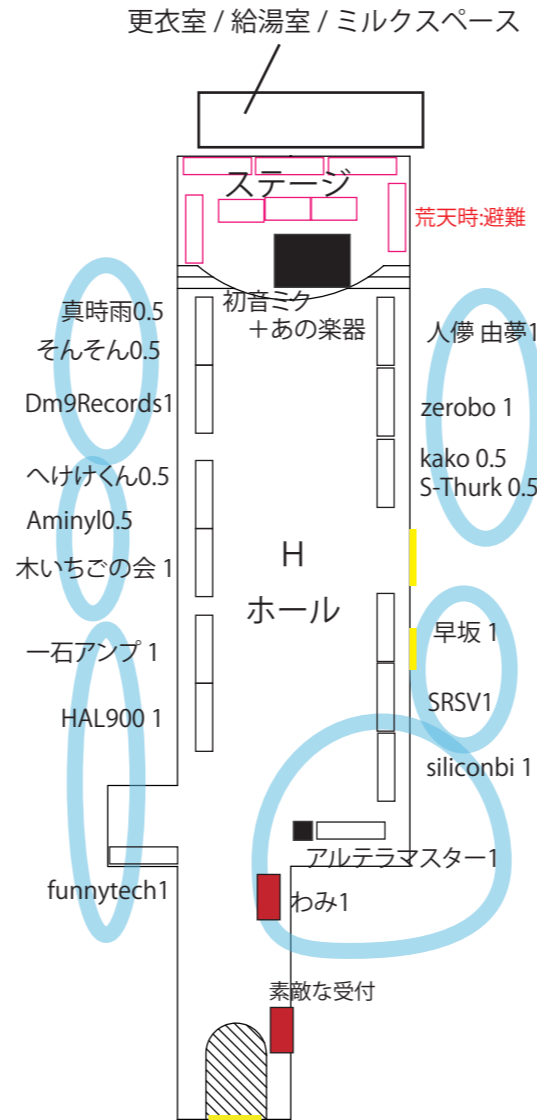 更衣室 / 給湯室 / ミルクスペース
ステージ
荒天時:避難
初音ミク
＋あの楽器
真時雨0.5
そんそん0.5
Dm9Records1
へけけくん0.5
Aminyl0.5
木いちごの会 1
一石アンプ 1
HAL900 1
funnytech1
H
ホール
人儚 由夢1
zerobo 1
kako 0.5
S-Thurk 0.5
早坂 1
SRSV1
siliconbi 1
アルテラマスター1
わみ1
素敵な受付